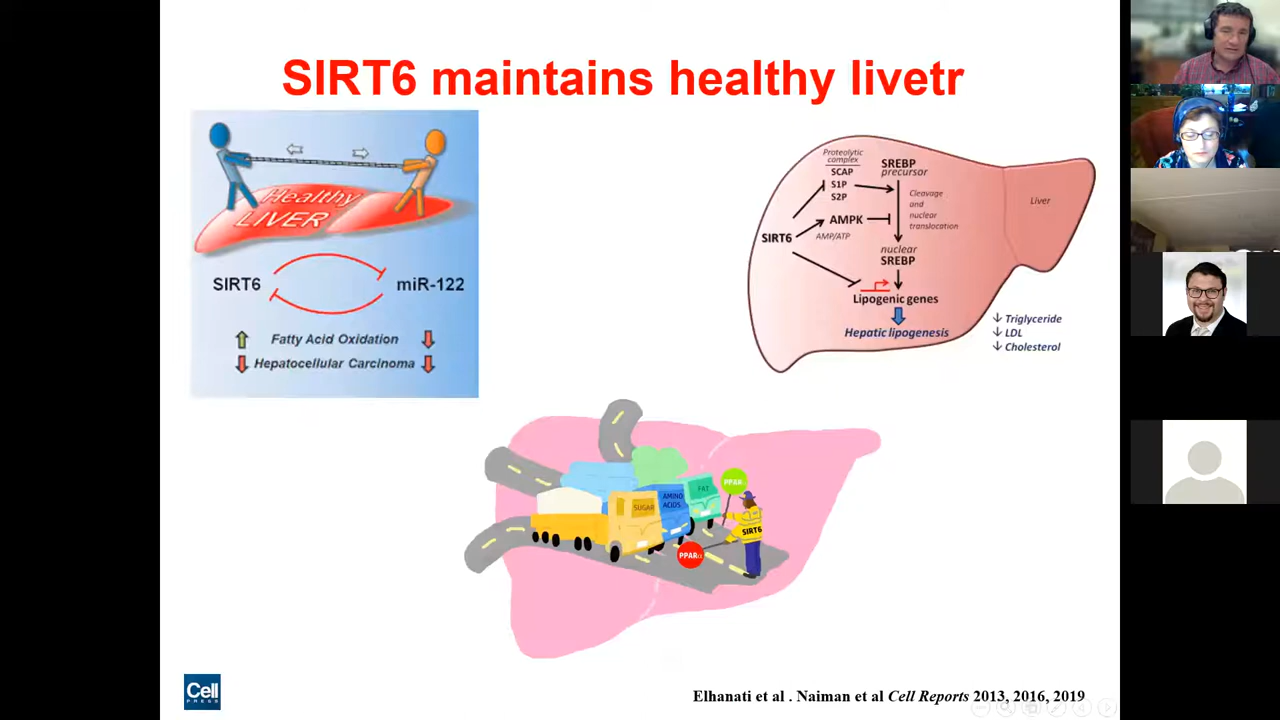 SIRT6 maintains healthy livetr
Healthy
LIVER
SIRT6
miR-122
Fatty Acid Oxidation
Hepatocellular Carcinoma
Proteolytic
complex
SCAP
S1P
S2P
SREBP
precursor
Cleavage
and
nuclear
translocation
AMPK
AMP/ATP
SIRT6
nuclear
SREBP
Lipogenic genes
Hepatic lipogenesis
Liver
↓ Triglyceride
↓ LDL
↓ Cholesterol
SUGAR
AMINO
ACIDS
FAT
PPARα
SIRT6
Cell
PRESS
Elhanati et al . Naiman et al Cell Reports 2013, 2016, 2019